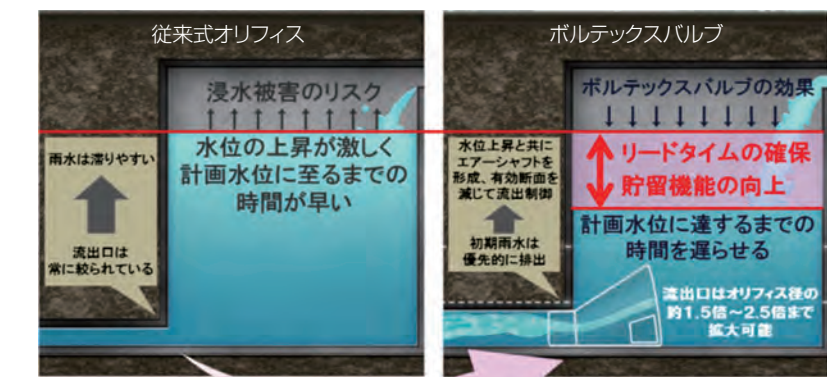 従来式オリフィス
浸水被害のリスク
水位の上昇が激しく
計画水位に至るまでの
時間が早い
雨水は滞りやすい
流出口は
常に絞られている
ボルテックスバルブ
ボルテックスバルブの効果
リードタイムの確保
貯留機能の向上
水位上昇と共に
エアーシャフトを
形成、有効断面を
減じて流出制御
計画水位に達するまでの
時間を遅らせる
初期雨水は
優先的に排出
流出口はオリフィス径の
約1.5倍~2.5倍まで
拡大可能